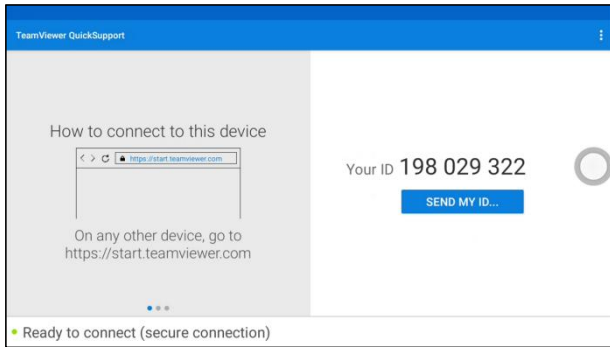 TeamViewer QuickSupport
How to connect to this device
https://start.teamviewer.com
On any other device, go to
https://start.teamviewer.com
Your ID 198 029 322
SEND MY ID...
Ready to connect (secure connection)